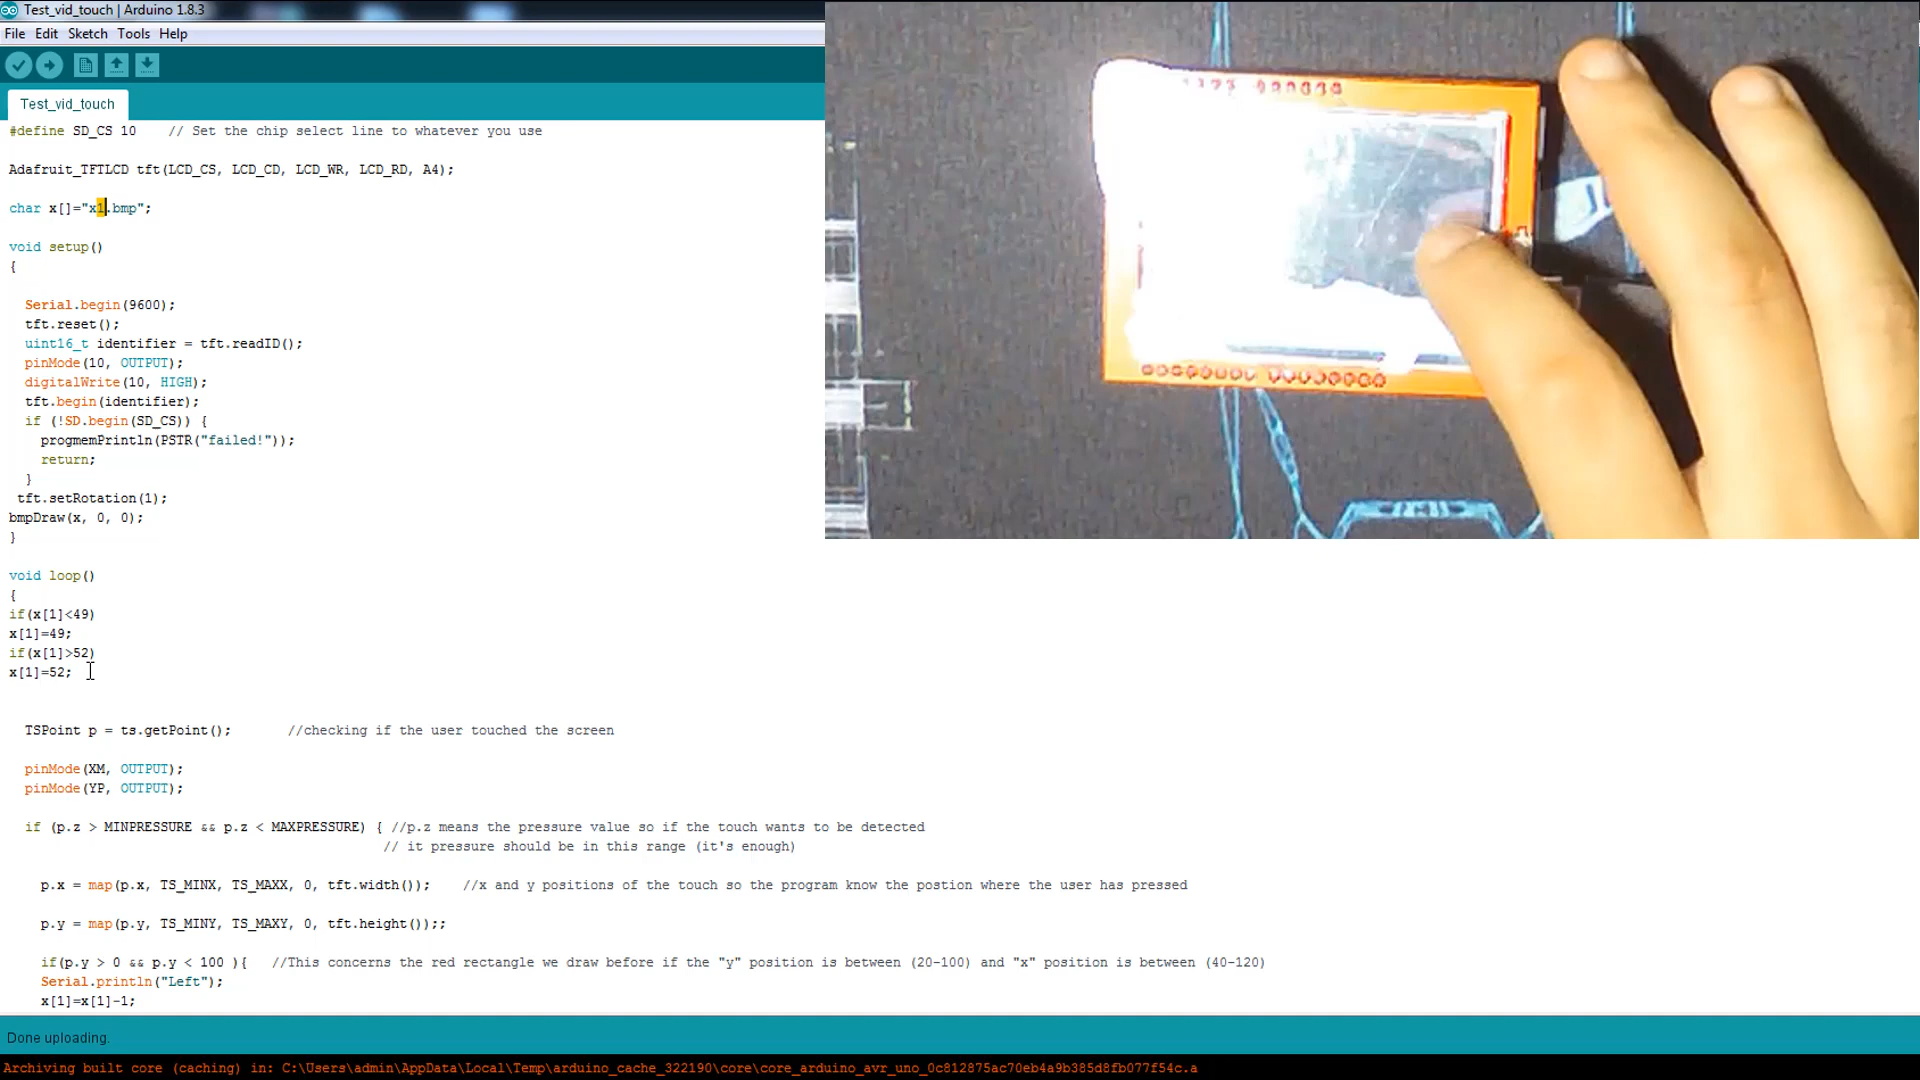 Test_vid_touch | Arduino 1.8.3
File Edit Sketch Tools Help
Test_vid_touch
#define SD_CS 10 // Set the chip select line to whatever you use
Adafruit_TFTLCD tft(LCD_CS, LCD_CD, LCD_WR, LCD_RD, A4);
char x[]="x1.bmp";
void setup()
{
Serial.begin(9600);
tft.reset();
uint16_t identifier = tft.readID();
pinMode(10, OUTPUT);
digitalWrite(10, HIGH);
tft.begin(identifier);
if (!SD.begin(SD_CS)) {
progmemPrintln(PSTR("failed!"));
return;
}
tft.setRotation(1);
bmpDraw(x, 0, 0);
}
void loop()
{
if(x[1]<49)
x[1]=49;
if(x[1]>52)
x[1]=52;
TSPoint p = ts.getPoint(); //checking if the user touched the screen
pinMode(XM, OUTPUT);
pinMode(YP, OUTPUT);
if (p.z > MINPRESSURE && p.z < MAXPRESSURE) { //p.z means the pressure value so if the touch wants to be detected
// it pressure should be in this range (it's enough)
p.x = map(p.x, TS_MINX, TS_MAXX, 0, tft.width()); //x and y positions of the touch so the program know the postion where the user has pressed
p.y = map(p.y, TS_MINY, TS_MAXY, 0, tft.height());;
if(p.y > 0 && p.y < 100 ){ //This concerns the red rectangle we draw before if the "y" position is between (20-100) and "x" position is between (40-120)
Serial.println("Left");
x[1]=x[1]-1;
Done uploading.
Archiving built core (caching) in: C:\Users\admin\AppData\Local\Temp\arduino_cache_322190\core\core_arduino_avr_uno_0c812875ac70eb4a9b385d8fb077f54c.a